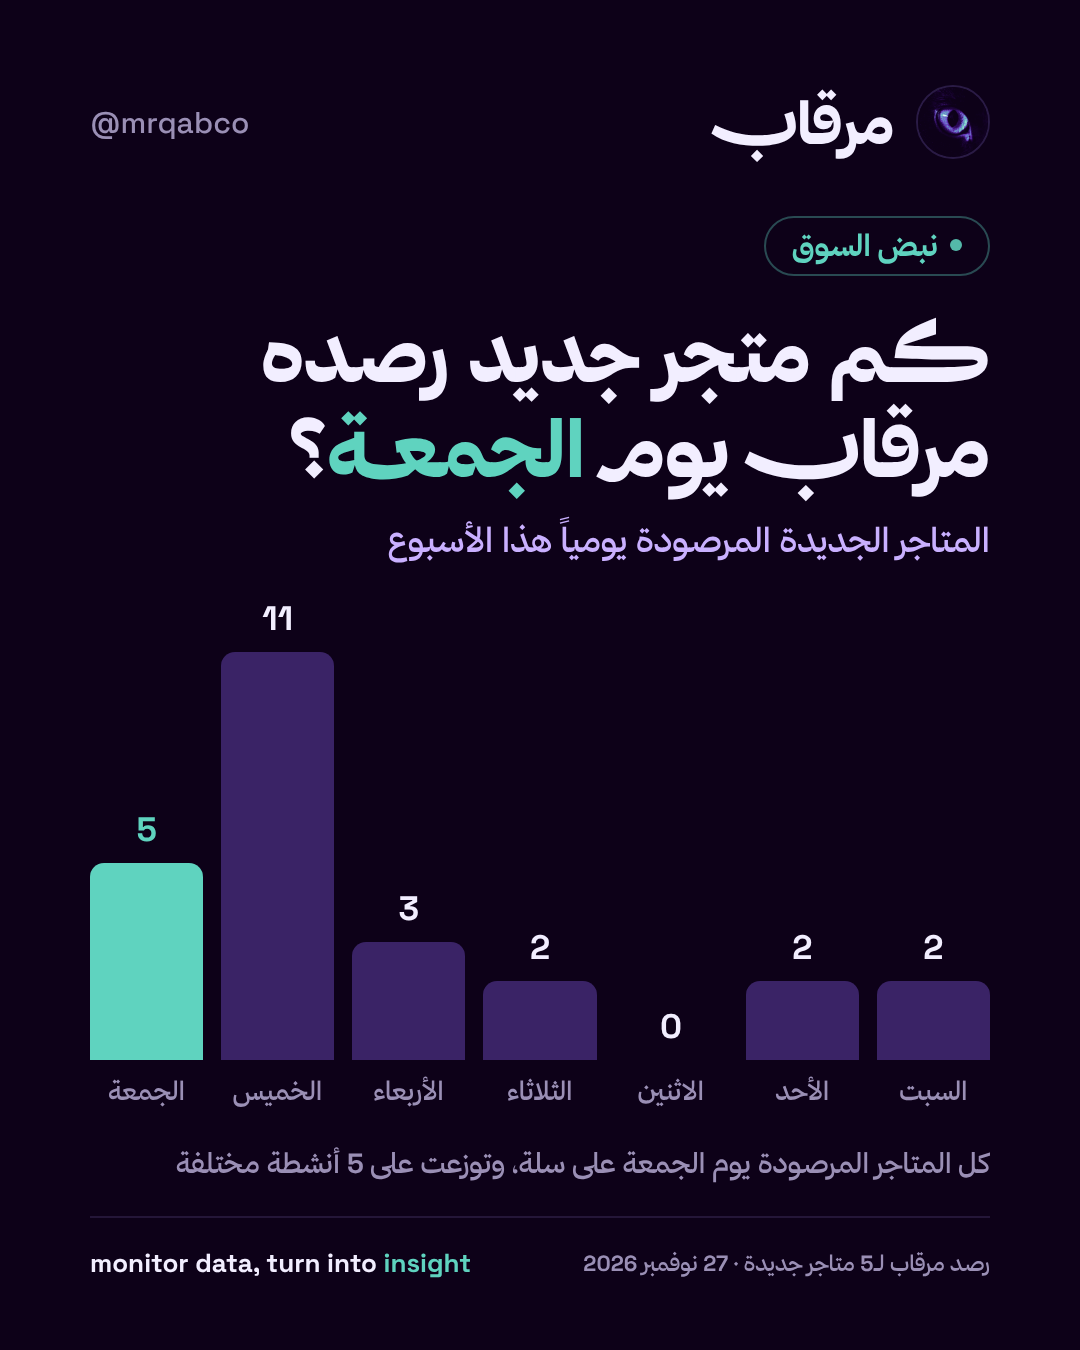 مرقاب
@mrqabco
نبض السوق
كم متجر جديد رصده
مرقاب يوم الجمعة؟
المتاجر الجديدة المرصودة يومياً هذا الأسبوع
2
2
0
2
3
11
5
السبت
الأحد
الاثنين
الثلاثاء
الأربعاء
الخميس
الجمعة
كل المتاجر المرصودة يوم الجمعة على سلة، وتوزعت على 5 أنشطة مختلفة
رصد مرقاب لـ5 متاجر جديدة · 27 نوفمبر 2026
monitor data, turn into insight